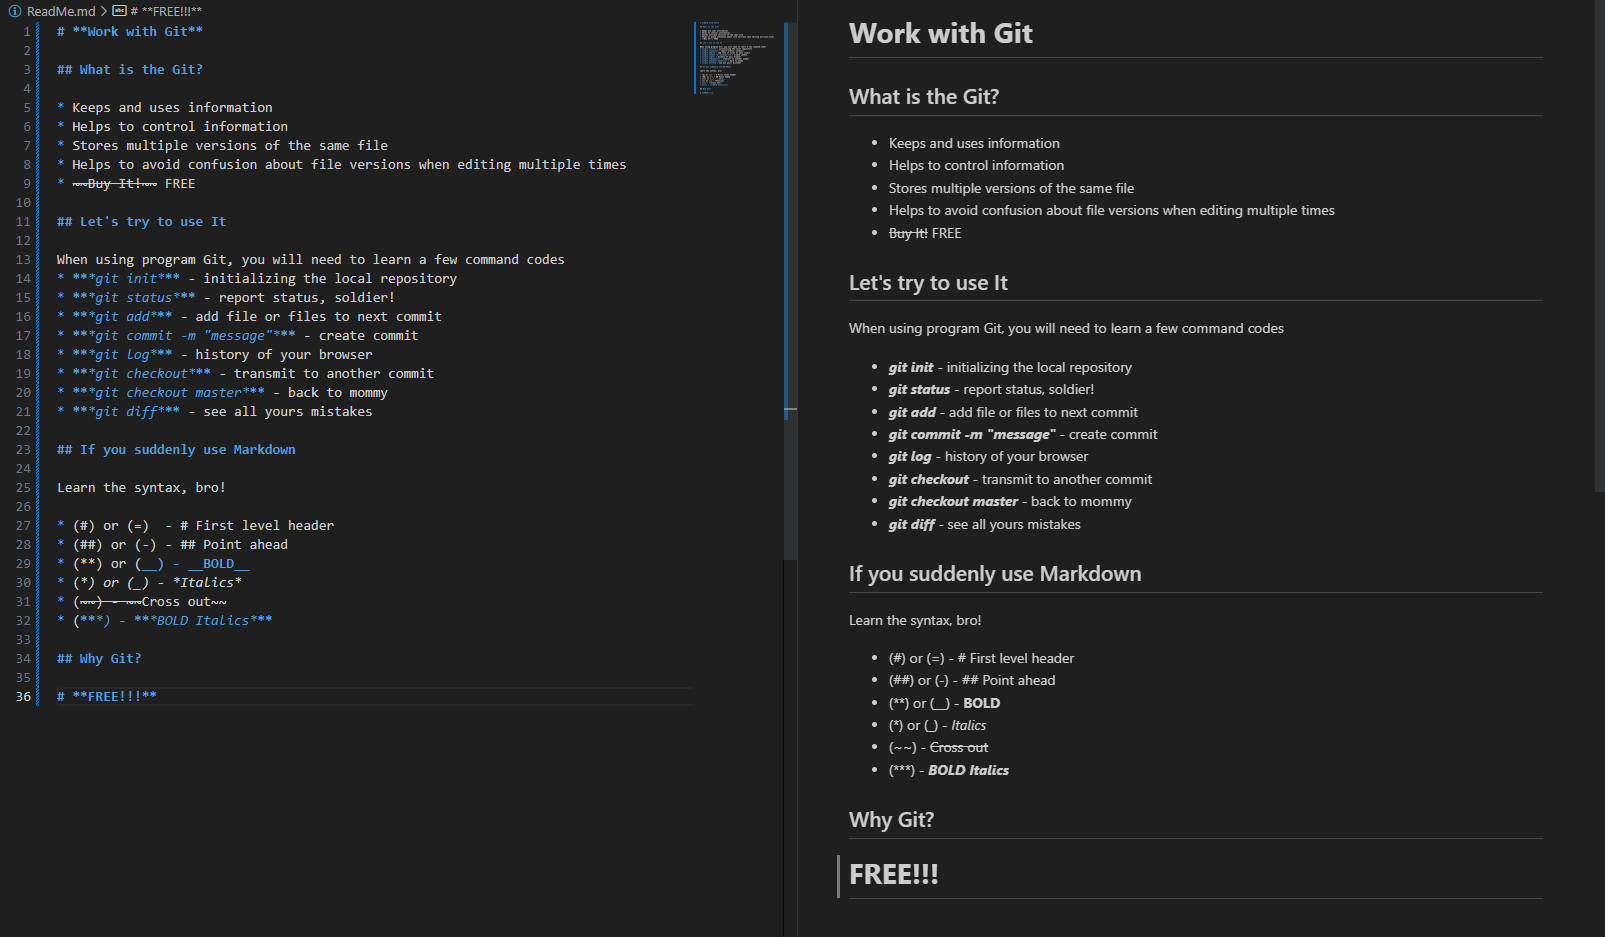 ReadMe.md > # **FREE!!!**
1 # **Work with Git**
2
3 ## What is the Git?
4
5 * Keeps and uses information
6 * Helps to control information
7 * Stores multiple versions of the same file
8 * Helps to avoid confusion about file versions when editing multiple times
9 * ~~Buy It!~~ FREE
10
11 ## Let's try to use It
12
13 When using program Git, you will need to learn a few command codes
14 * ***git init*** - initializing the local repository
15 * ***git status*** - report status, soldier!
16 * ***git add*** - add file or files to next commit
17 * ***git commit -m "message"*** - create commit
18 * ***git log*** - history of your browser
19 * ***git checkout*** - transmit to another commit
20 * ***git checkout master*** - back to mommy
21 * ***git diff*** - see all yours mistakes
22
23 ## If you suddenly use Markdown
24
25 Learn the syntax, bro!
26
27 * (#) or (=)  - # First level header
28 * (##) or (-) - ## Point ahead
29 * (**) or (__) - __BOLD__
30 * (*) or (_) - *Italics*
31 * (~~) - ~~Cross out~~
32 * (***) - ***BOLD Italics***
33
34 ## Why Git?
35
36 # **FREE!!!**
Work with Git
What is the Git?
• Keeps and uses information
• Helps to control information
• Stores multiple versions of the same file
• Helps to avoid confusion about file versions when editing multiple times
• Buy It! FREE
Let's try to use It
When using program Git, you will need to learn a few command codes
• git init - initializing the local repository
• git status - report status, soldier!
• git add - add file or files to next commit
• git commit -m "message" - create commit
• git log - history of your browser
• git checkout - transmit to another commit
• git checkout master - back to mommy
• git diff - see all yours mistakes
If you suddenly use Markdown
Learn the syntax, bro!
• (#) or (=) - # First level header
• (##) or (-) - ## Point ahead
• (**) or (__) - BOLD
• (*) or (_) - Italics
• (~~) - Cross out
• (***) - BOLD Italics
Why Git?
FREE!!!